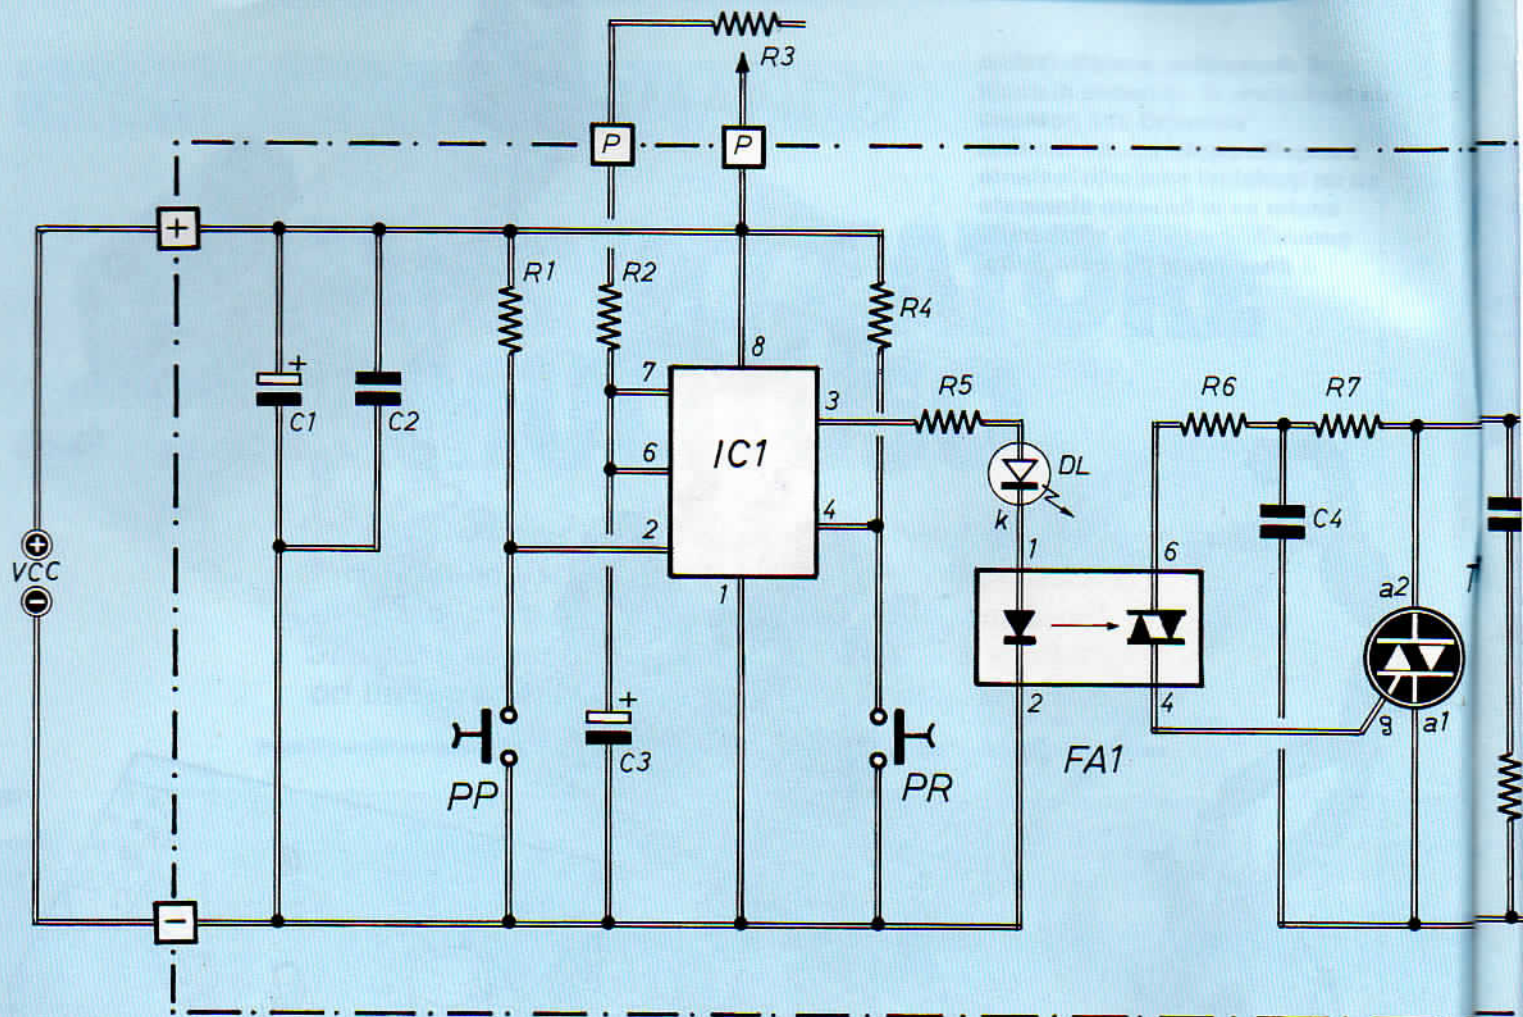 R3
P P
+
R1 R2 R4
8
+ 7 3 R5 R6 R7
C1 C2
IC1
6 DL
4 C4
2 k
+ VCC −
1 1 6
a2
2 4
+ g a1
C3 FA1
PP PR
−